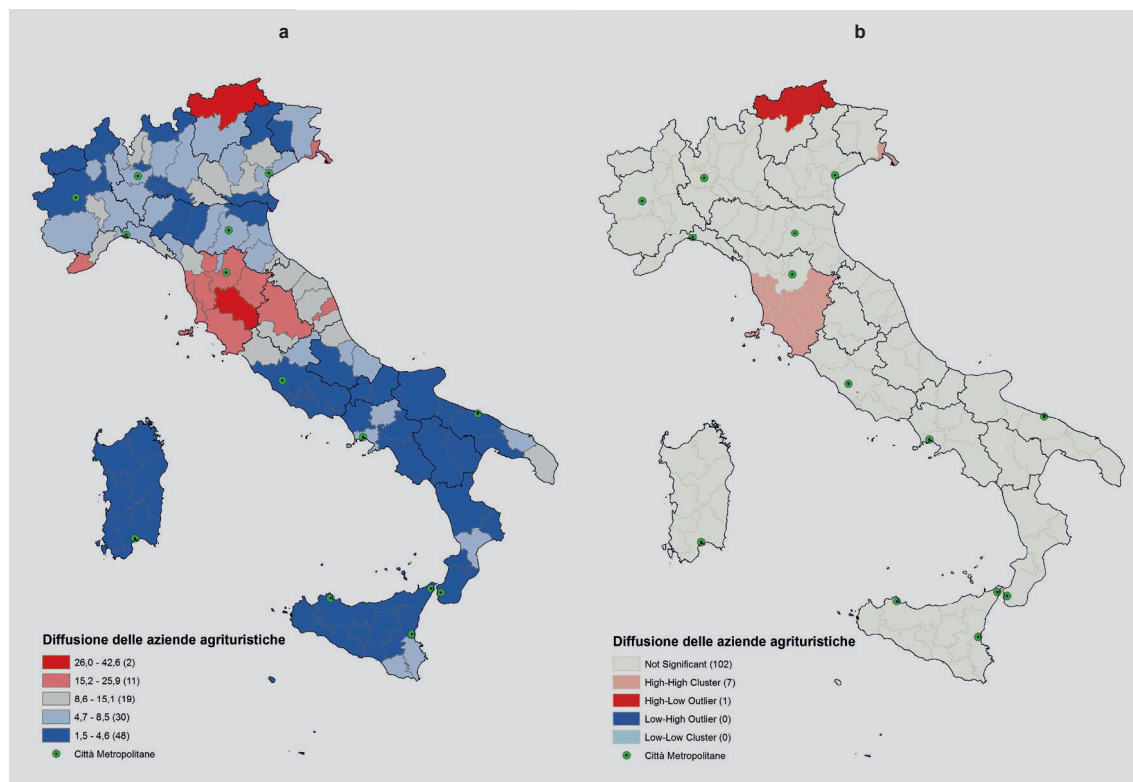 a
Diffusione delle aziende agrituristiche
26,0 - 42,6 (2)
15,2 - 25,9 (11)
8,6 - 15,1 (19)
4,7 - 8,5 (30)
1,5 - 4,6 (48)
Città Metropolitane
b
Diffusione delle aziende agrituristiche
Not Significant (102)
High-High Cluster (7)
High-Low Outlier (1)
Low-High Outlier (0)
Low-Low Cluster (0)
Città Metropolitane